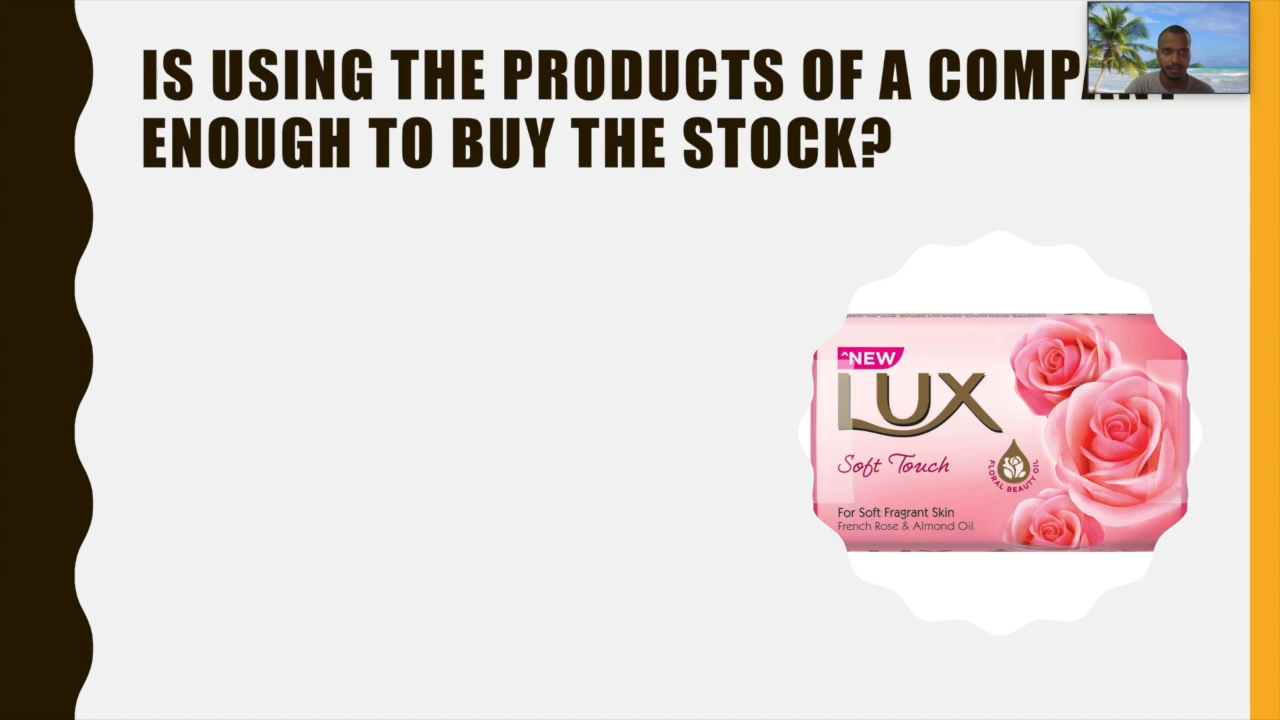 IS USING THE PRODUCTS OF A COMPANY
ENOUGH TO BUY THE STOCK?
^NEW
LUX
Soft Touch
FLORAL BEAUTY OIL
For Soft Fragrant Skin
French Rose & Almond Oil